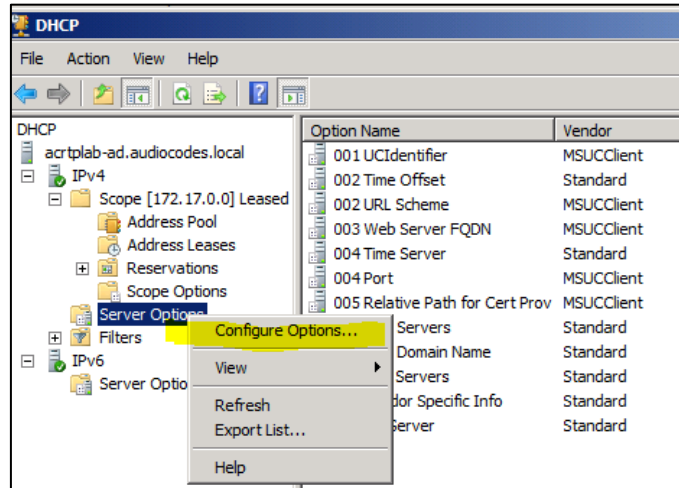 DHCP
File Action View Help
DHCP
acrtplab-ad.audiocodes.local
IPv4
Scope [172.17.0.0] Leased
Address Pool
Address Leases
Reservations
Scope Options
Server Options
Filters
IPv6
Server Optio
Option Name Vendor
001 UCIdentifier MSUCClient
002 Time Offset Standard
002 URL Scheme MSUCClient
003 Web Server FQDN MSUCClient
004 Time Server Standard
004 Port MSUCClient
005 Relative Path for Cert Prov MSUCClient
Servers Standard
Domain Name Standard
Servers Standard
dor Specific Info Standard
Server Standard
Configure Options...
View
Refresh
Export List...
Help